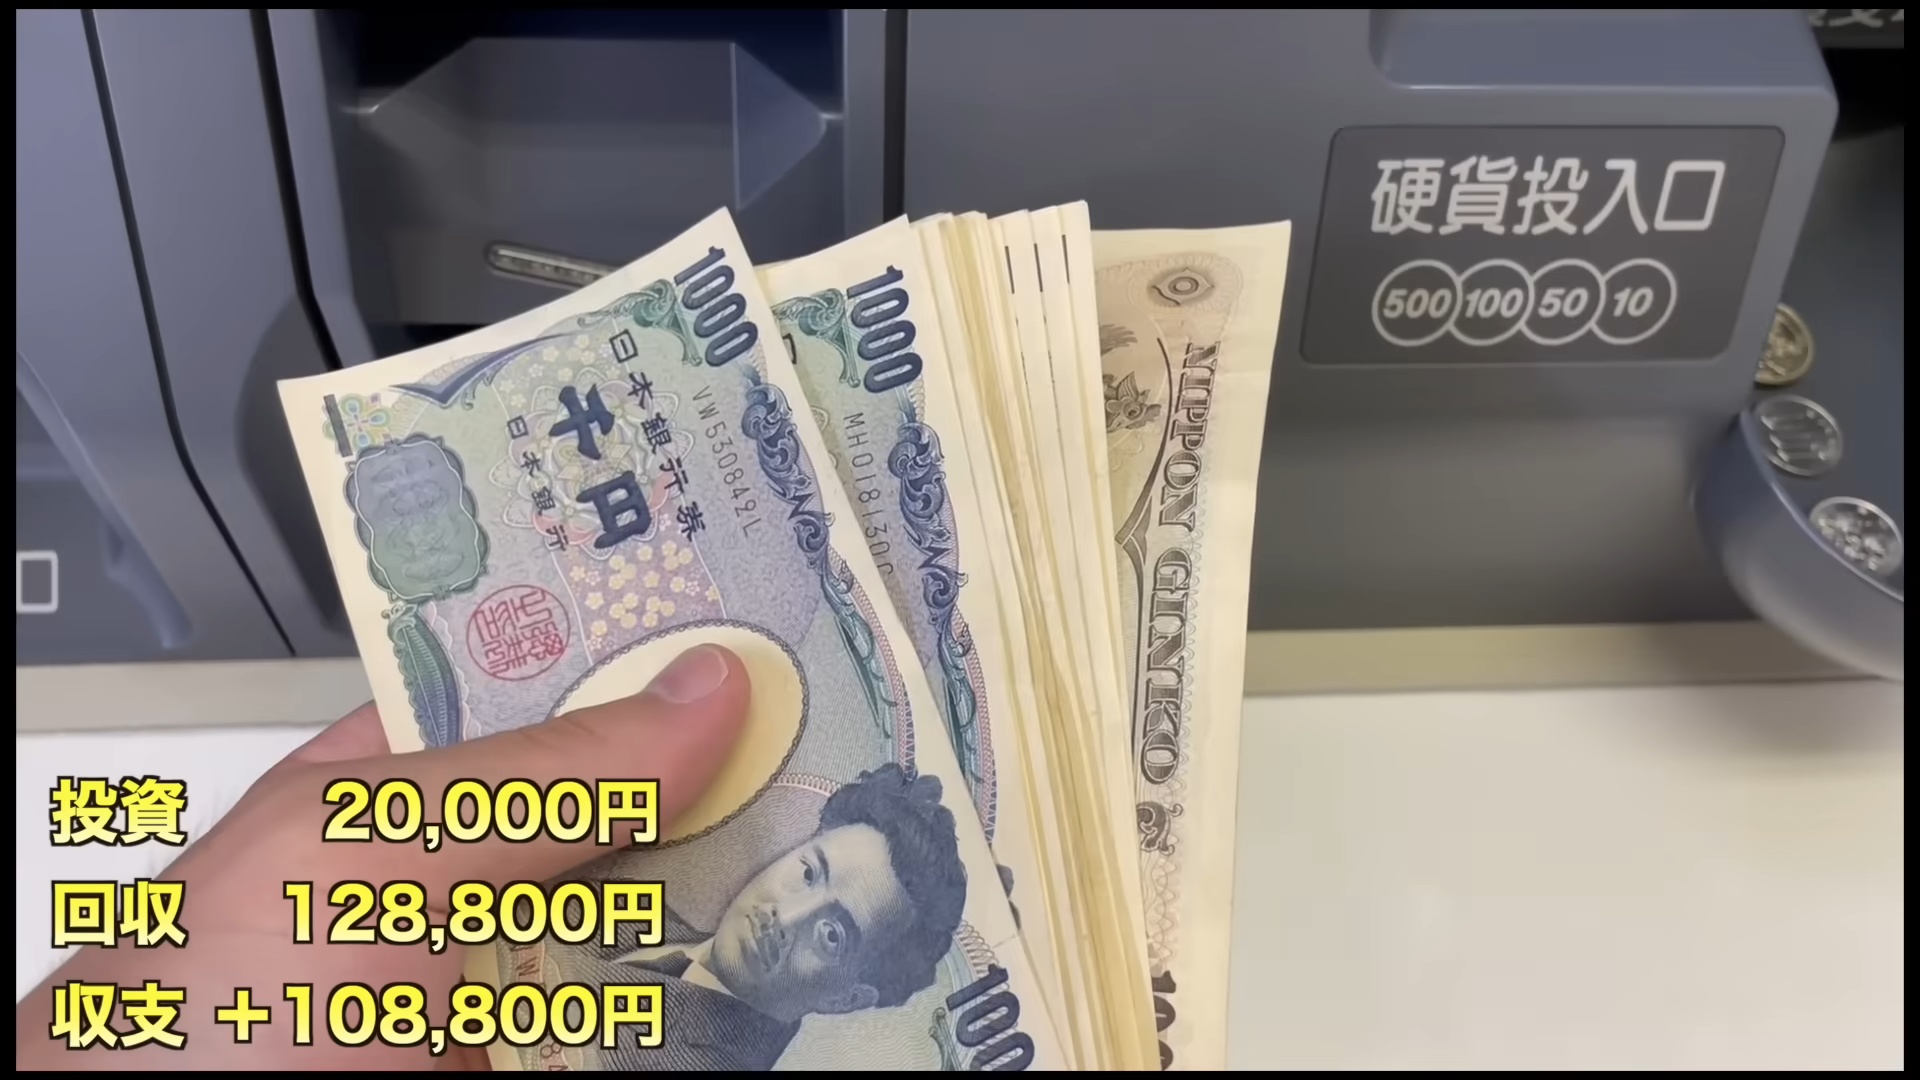 硬貨投入口
500 100 50 10
1000
日本銀行券
千円
日本銀行
VW530842L
1000
NIPPON GINKO
投資 20,000円
回収 128,800円
収支 +108,800円